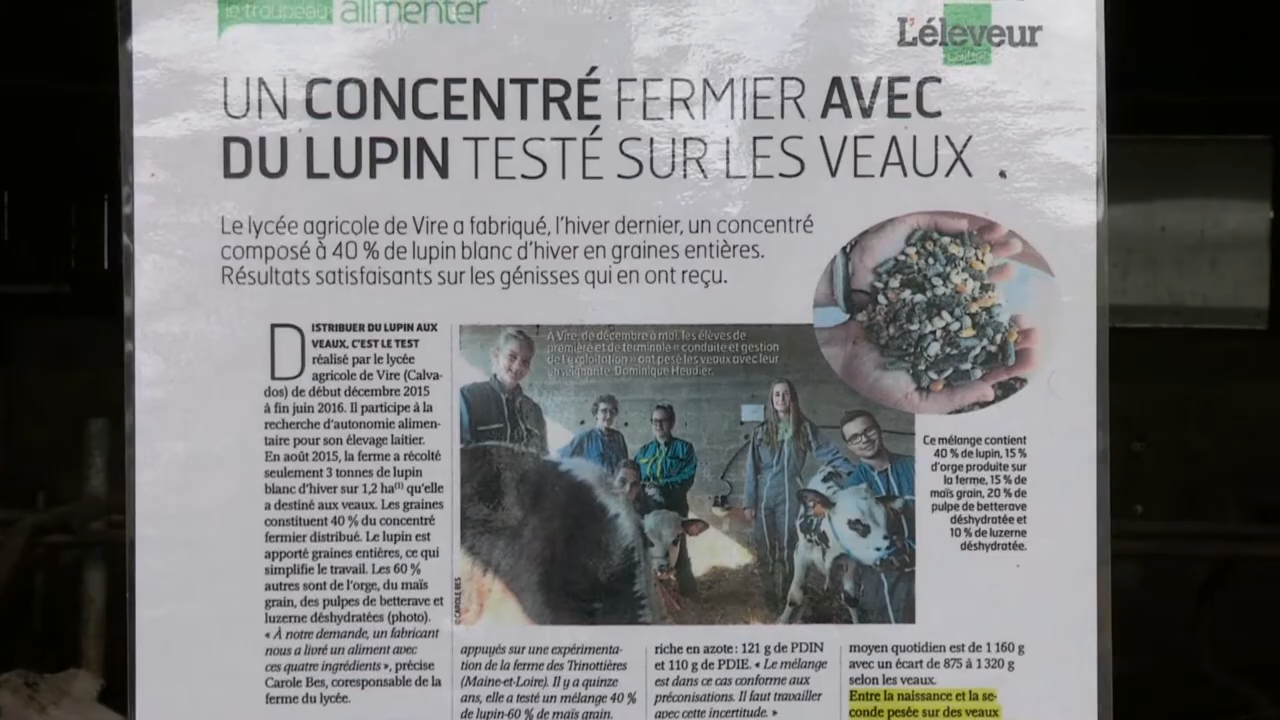 le troupeau alimenter
L'éleveur
laitier
UN CONCENTRÉ FERMIER AVEC
DU LUPIN TESTÉ SUR LES VEAUX
Le lycée agricole de Vire a fabriqué, l'hiver dernier, un concentré
composé à 40 % de lupin blanc d'hiver en graines entières.
Résultats satisfaisants sur les génisses qui en ont reçu.
DISTRIBUER DU LUPIN AUX
VEAUX, C'EST LE TEST
réalisé par le lycée
agricole de Vire (Calva-
dos) de début décembre 2015
à fin juin 2016. Il participe à la
recherche d'autonomie alimen-
taire pour son élevage laitier.
En août 2015, la ferme a récolté
seulement 3 tonnes de lupin
blanc d'hiver sur 1,2 ha(1) qu'elle
a destiné aux veaux. Les graines
constituent 40 % du concentré
fermier distribué. Le lupin est
apporté graines entières, ce qui
simplifie le travail. Les 60 %
autres sont de l'orge, du maïs
grain, des pulpes de betterave et
luzerne déshydratées (photo).
« À notre demande, un fabricant
nous a livré un aliment avec
ces quatre ingrédients », précise
Carole Bes, coresponsable de la
ferme du lycée.
À Vire, de décembre à mai, les élèves de
première et de terminale « conduite et gestion
de l'exploitation » ont pesé les veaux avec leur
enseignante, Dominique Heudier.
© CAROLE BES
Ce mélange contient
40 % de lupin, 15 %
d'orge produite sur
la ferme, 15 % de
maïs grain, 20 % de
pulpe de betterave
déshydratée et
10 % de luzerne
déshydratée.
appuyés sur une expérimenta-
tion de la ferme des Trinottières
(Maine-et-Loire). Il y a quinze
ans, elle a testé un mélange 40 %
de lupin-60 % de maïs grain.
riche en azote : 121 g de PDIN
et 110 g de PDIE. « Le mélange
est dans ce cas conforme aux
préconisations. Il faut travailler
avec cette incertitude. »
moyen quotidien est de 1 160 g
avec un écart de 875 à 1 320 g
selon les veaux.
Entre la naissance et la se-
conde pesée sur des veaux